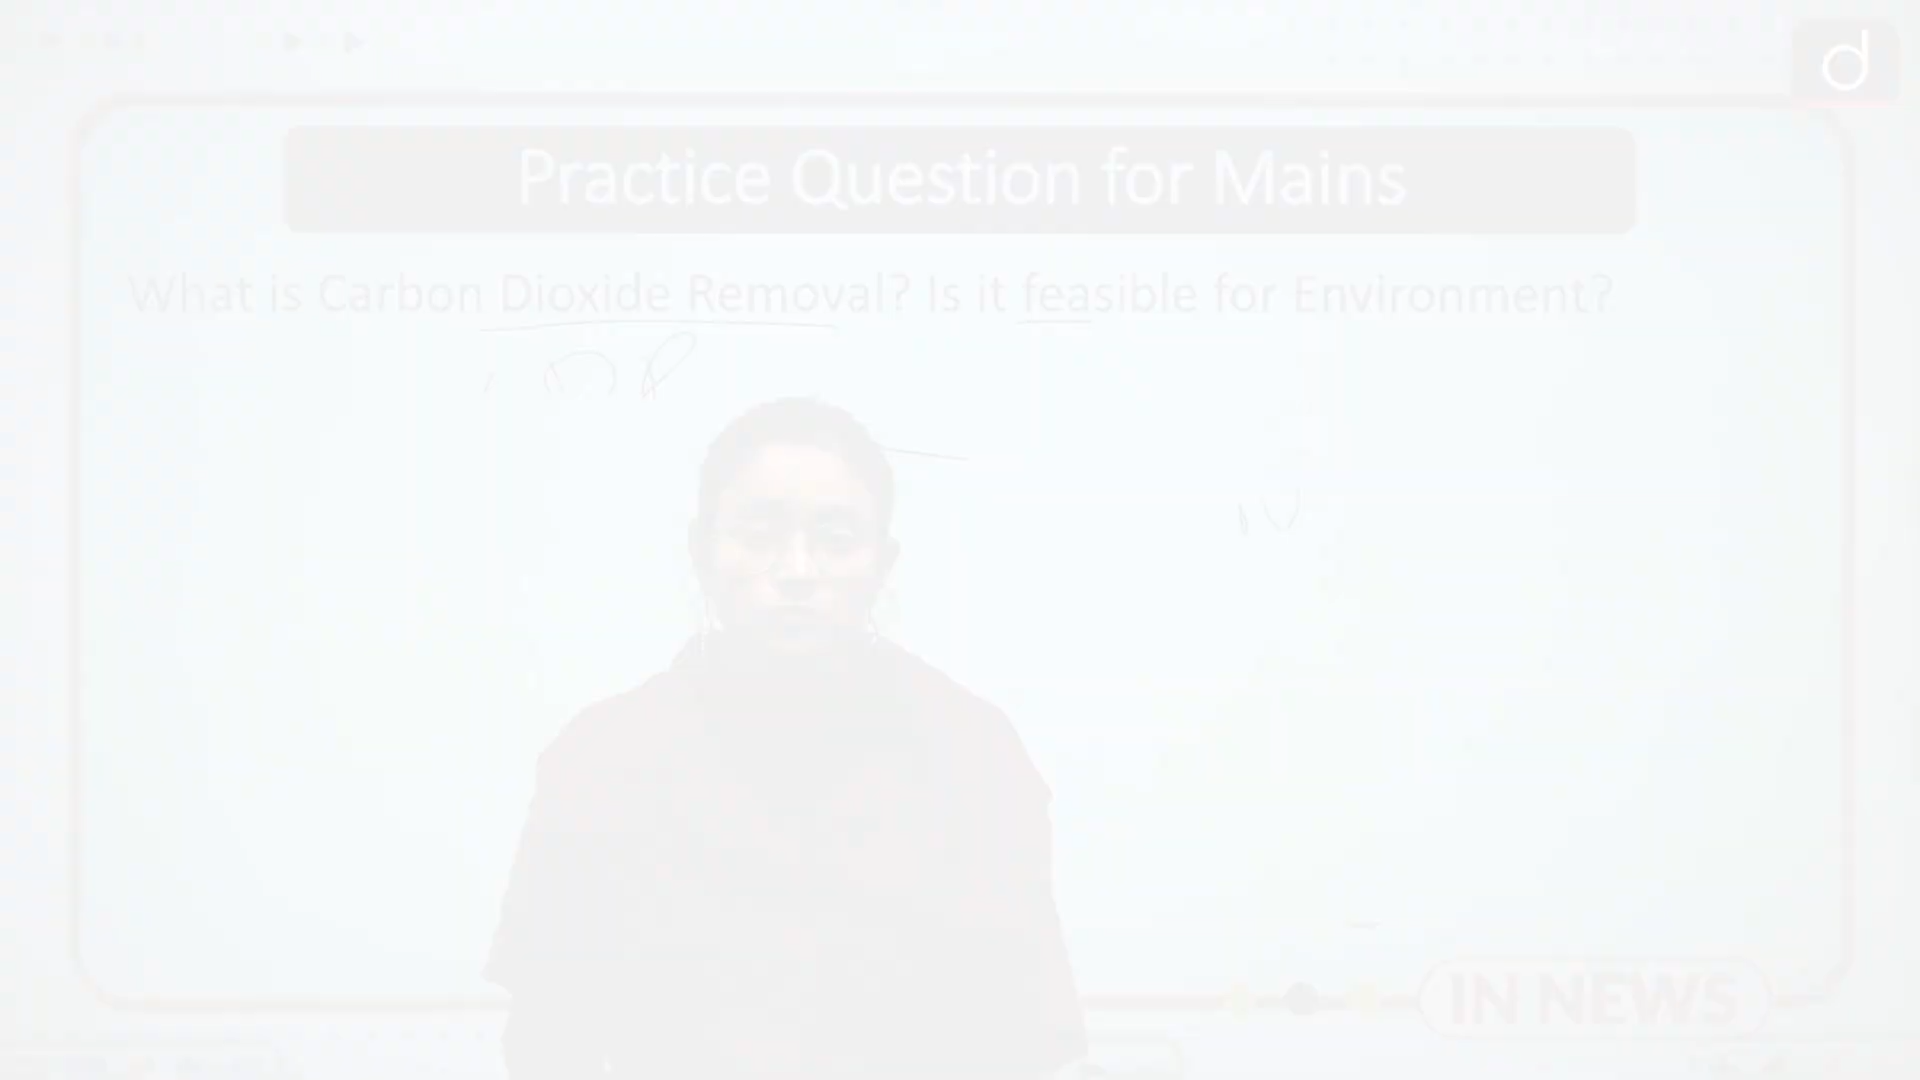 d
Practice Question for Mains
What is Carbon Dioxide Removal? Is it feasible for Environment?
IN NEWS